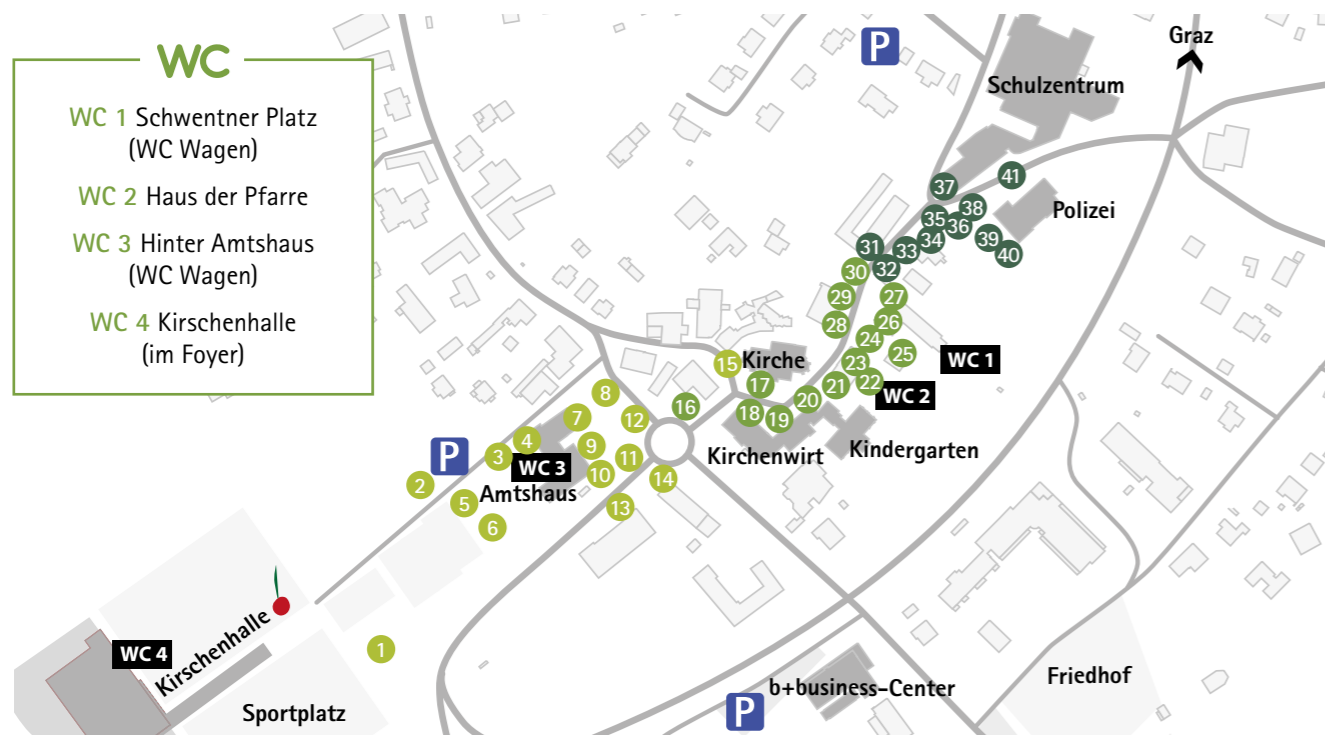 WC
WC 1 Schwentner Platz
(WC Wagen)
WC 2 Haus der Pfarre
WC 3 Hinter Amtshaus
(WC Wagen)
WC 4 Kirschenhalle
(im Foyer)
P
Graz
Schulzentrum
41
37
38
Polizei
35
36
34
39
40
31
33
32
30
29
27
28
26
24
25
WC 1
15
Kirche
23
22
WC 2
17
21
20
16
18
19
Kirchenwirt
Kindergarten
8
7
12
4
9
11
P
3
WC 3
10
14
2
5
Amtshaus
13
6
Kirschenhalle
WC 4
1
Sportplatz
P
b+business-Center
Friedhof